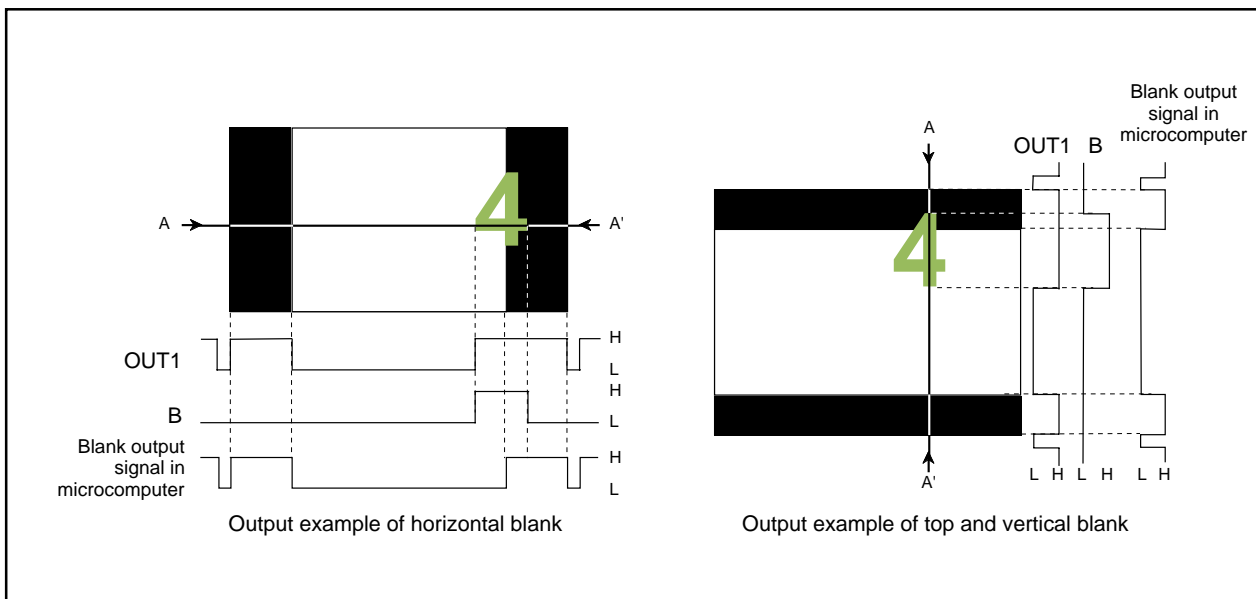 A
4
A'
OUT1
H
L
B
H
L
Blank output
signal in
microcomputer
H
L
Output example of horizontal blank
Blank output
signal in
microcomputer
A
OUT1
B
4
A'
L H L H L H
Output example of top and vertical blank